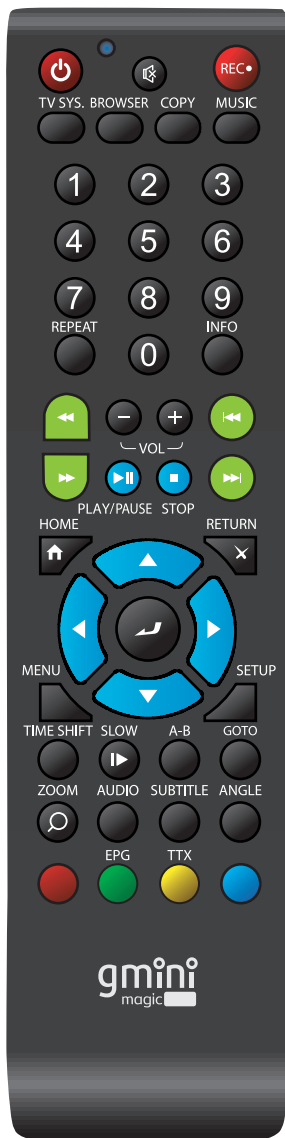 REC
TV SYS. BROWSER COPY MUSIC
1 2 3
4 5 6
7 8 9
REPEAT INFO
0
VOL
PLAY/PAUSE STOP
HOME RETURN
MENU SETUP
TIME SHIFT SLOW A-B GOTO
ZOOM AUDIO SUBTITLE ANGLE
EPG TTX
gmini
magic